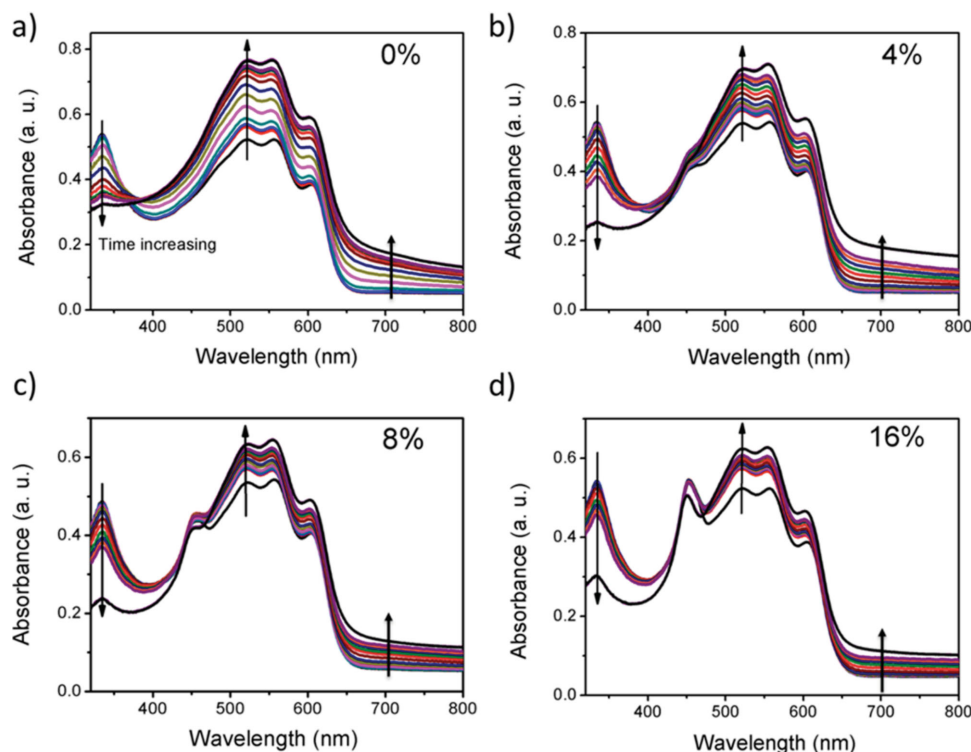 a)
0%
0.8
0.6
0.4
0.2
0.0
Absorbance (a. u.)
Time increasing
400 500 600 700 800
Wavelength (nm)
b)
4%
0.8
0.6
0.4
0.2
0.0
Absorbance (a. u.)
400 500 600 700 800
Wavelength (nm)
c)
8%
0.6
0.4
0.2
0.0
Absorbance (a. u.)
400 500 600 700 800
Wavelength (nm)
d)
16%
0.6
0.4
0.2
0.0
Absorbance (a. u.)
400 500 600 700 800
Wavelength (nm)